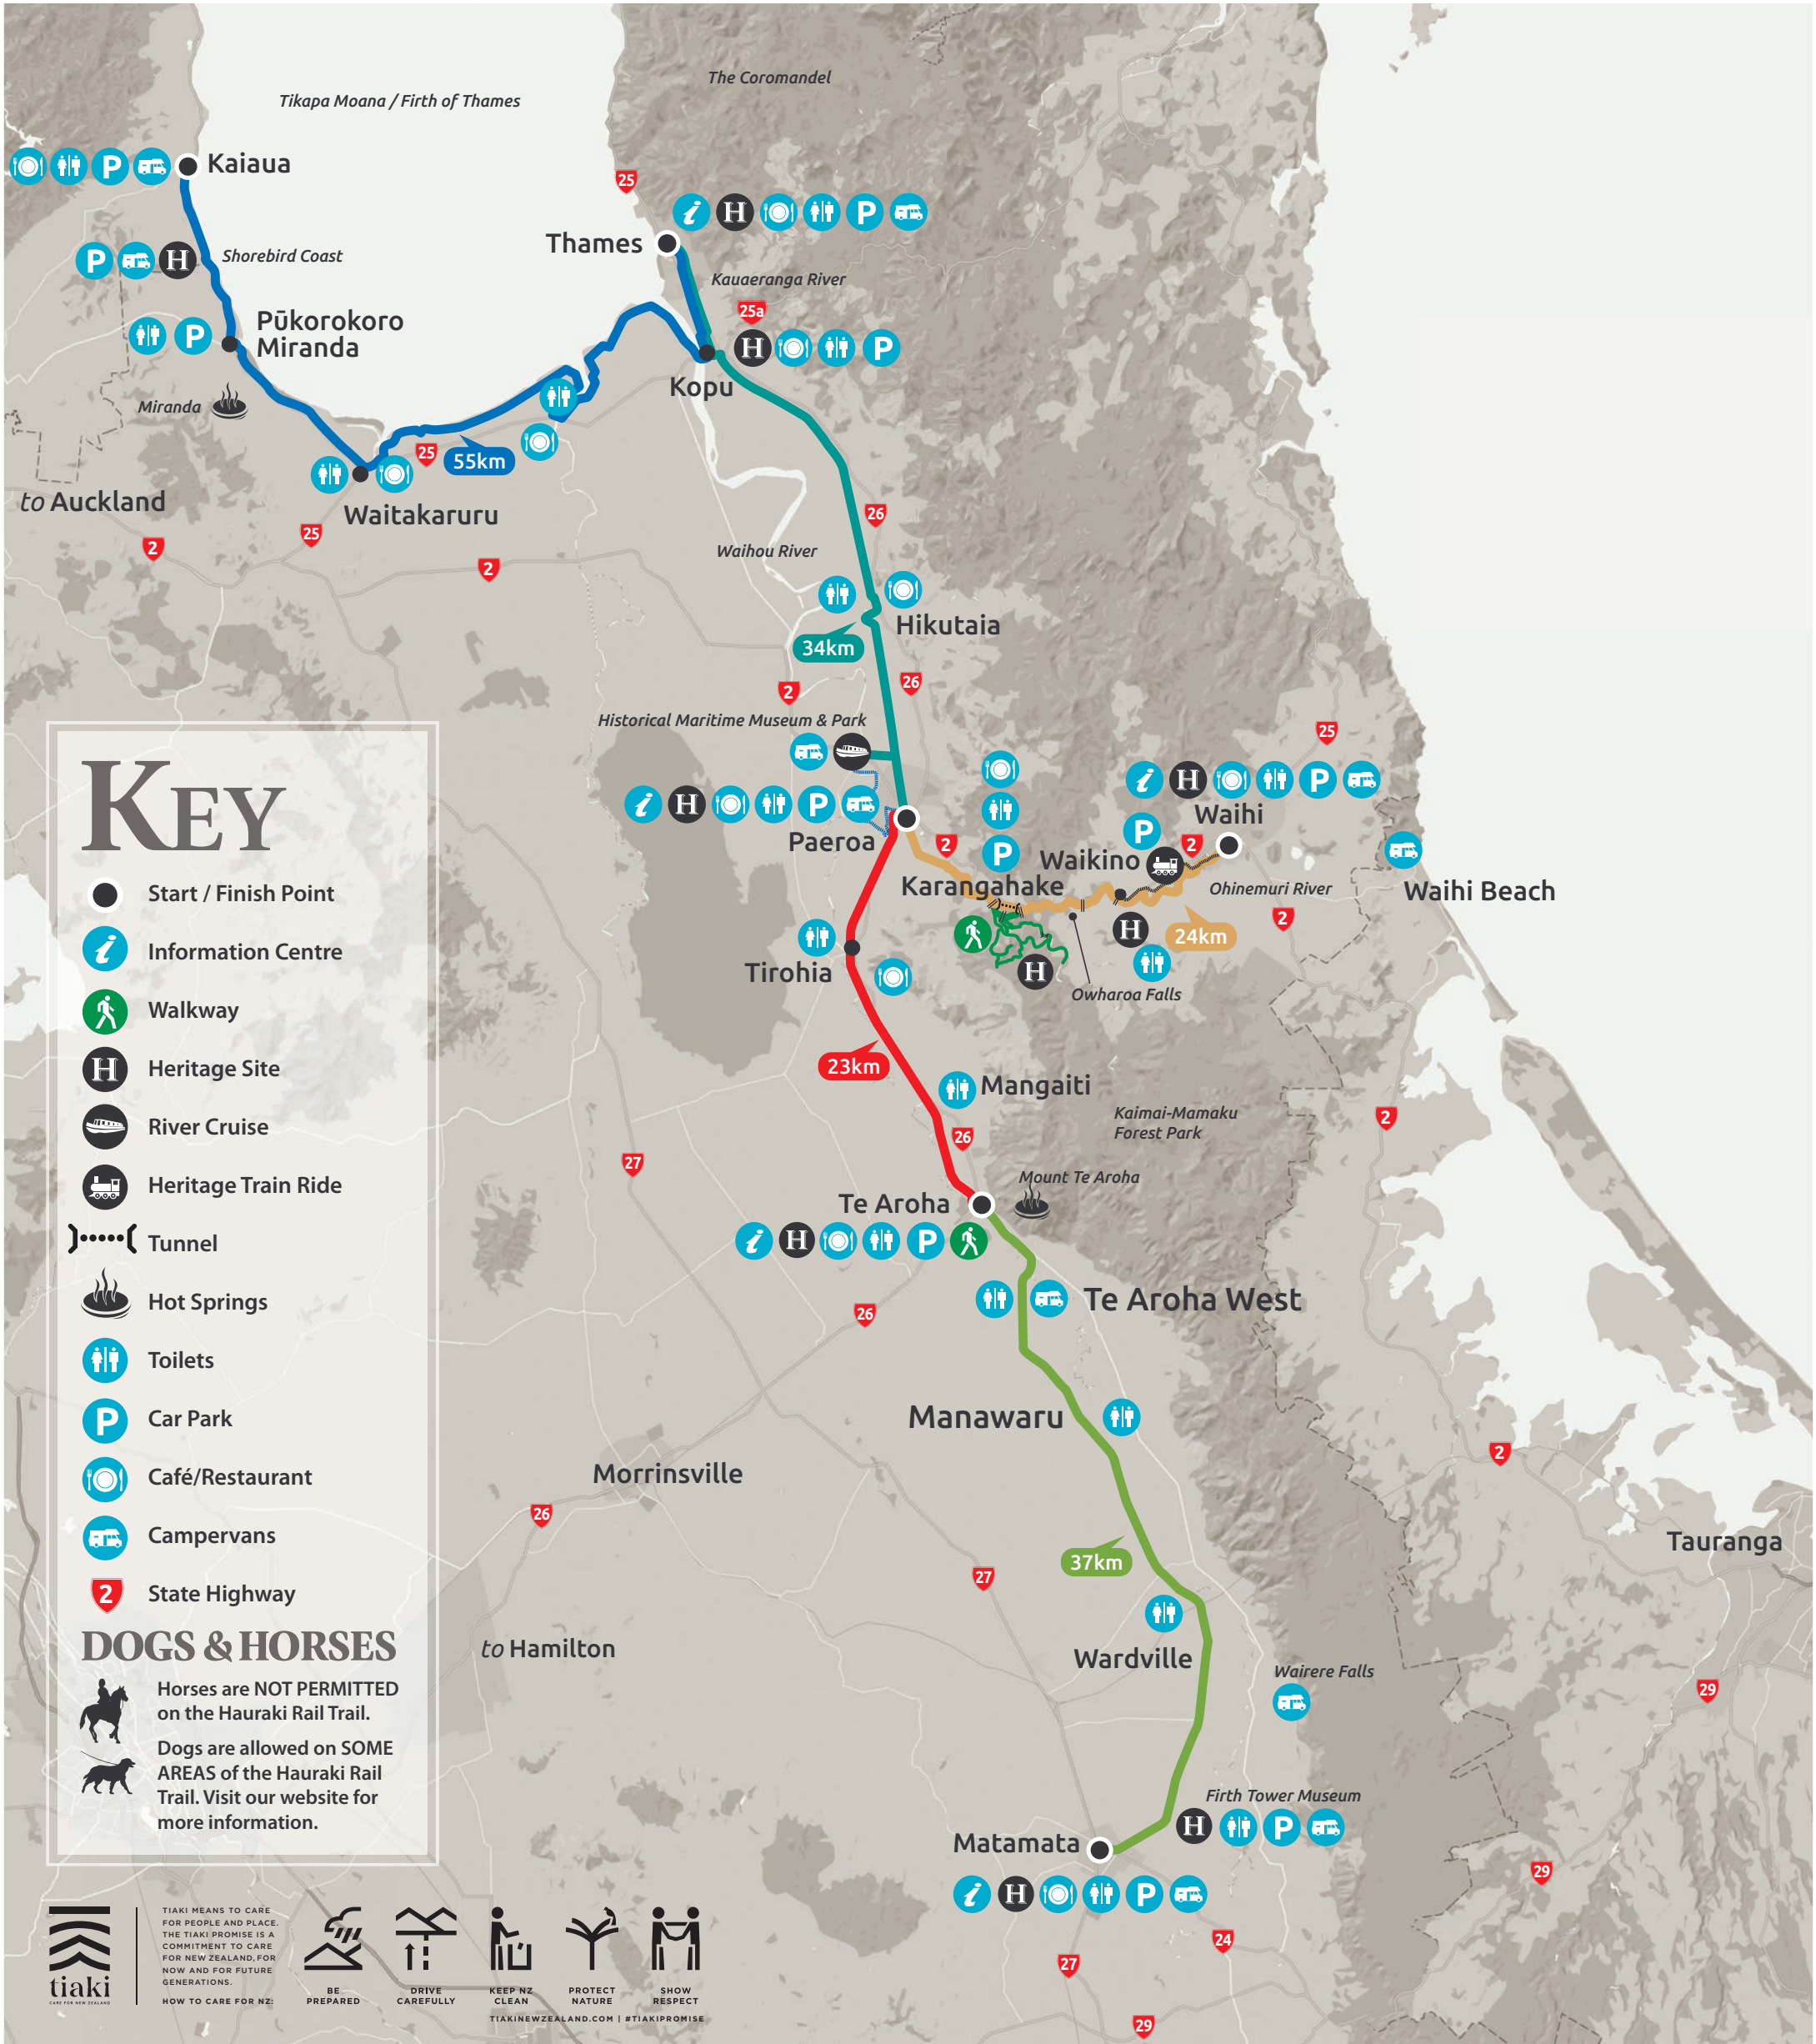 The Coromandel
Tikapa Moana / Firth of Thames
Kaiaua
25
Thames
Shorebird Coast
Kauaeranga River
25a
Pūkorokoro
Miranda
Kopu
Miranda
25
55km
to Auckland
Waitakaruru
26
25
2
2
Waihou River
Hikutaia
34km
26
2
Historical Maritime Museum & Park
25
Waihi
Paeroa
2
2
Waikino
Karangahake
Ohinemuri River
Waihi Beach
2
24km
Tirohia
Owharoa Falls
23km
Mangaiti
Kaimai-Mamaku
Forest Park
2
26
27
Mount Te Aroha
Te Aroha
Te Aroha West
26
Manawaru
2
Morrinsville
26
Tauranga
37km
27
to Hamilton
Wardville
Wairere Falls
29
Firth Tower Museum
Matamata
29
24
27
29
KEY
Start / Finish Point
i Information Centre
Walkway
H Heritage Site
River Cruise
Heritage Train Ride
Tunnel
Hot Springs
Toilets
P Car Park
Café/Restaurant
Campervans
2 State Highway
DOGS & HORSES
Horses are NOT PERMITTED
on the Hauraki Rail Trail.
Dogs are allowed on SOME
AREAS of the Hauraki Rail
Trail. Visit our website for
more information.
tiaki
CARE FOR NEW ZEALAND
TIAKI MEANS TO CARE
FOR PEOPLE AND PLACE.
THE TIAKI PROMISE IS A
COMMITMENT TO CARE
FOR NEW ZEALAND, FOR
NOW AND FOR FUTURE
GENERATIONS.
HOW TO CARE FOR NZ:
BE
PREPARED
DRIVE
CAREFULLY
KEEP NZ
CLEAN
PROTECT
NATURE
SHOW
RESPECT
TIAKINEWZEALAND.COM | #TIAKIPROMISE